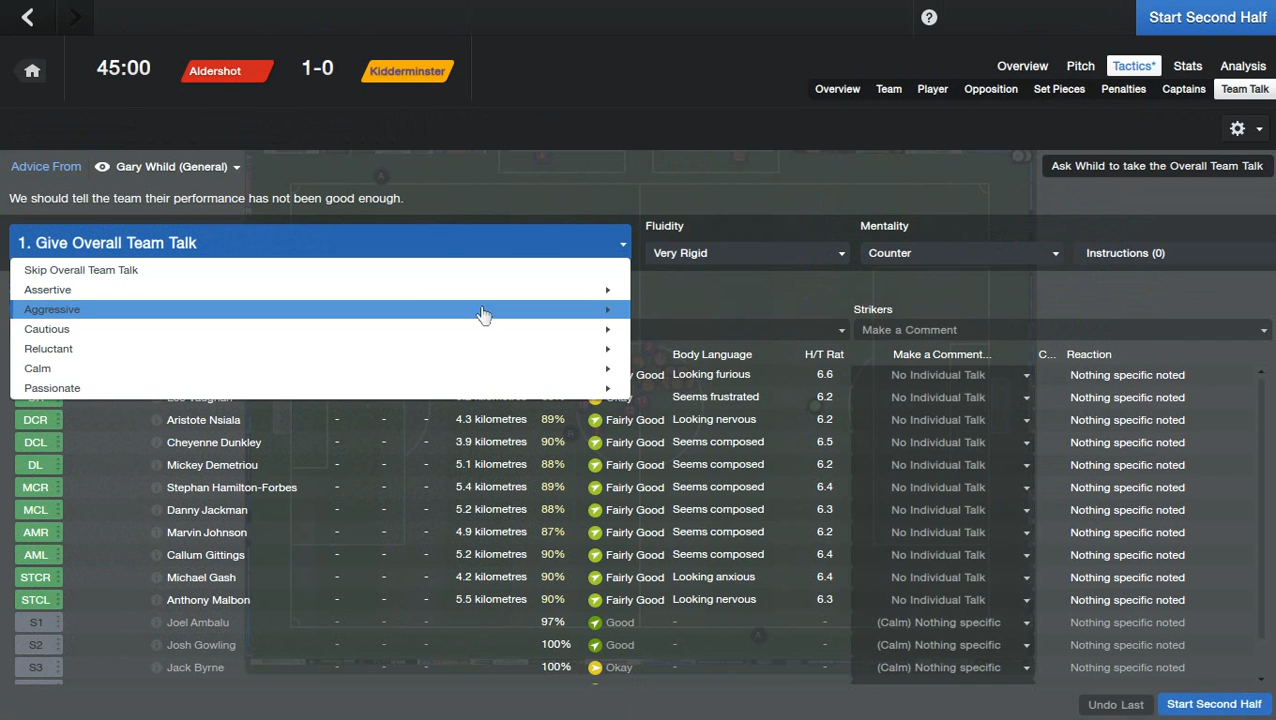 Start Second Half
45:00 Aldershot 1-0 Kidderminster
Overview Pitch Tactics* Stats Analysis
Overview Team Player Opposition Set Pieces Penalties Captains Team Talk
Advice From Gary Whild (General) Ask Whild to take the Overall Team Talk
We should tell the team their performance has not been good enough.
1. Give Overall Team Talk
Fluidity Mentality
Very Rigid Counter Instructions (0)
Skip Overall Team Talk
Assertive
Aggressive
Cautious
Reluctant
Calm
Passionate
Strikers
Make a Comment
Body Language H/T Rat Make a Comment... C... Reaction
Good Looking furious 6.6 No Individual Talk Nothing specific noted
Seems frustrated 6.2 No Individual Talk Nothing specific noted
DCR Aristote Nsiala - - - 4.3 kilometres 89% Fairly Good Looking nervous 6.2 No Individual Talk Nothing specific noted
DCL Cheyenne Dunkley - - - 3.9 kilometres 90% Fairly Good Seems composed 6.5 No Individual Talk Nothing specific noted
DL Mickey Demetriou - - - 5.1 kilometres 88% Fairly Good Seems composed 6.2 No Individual Talk Nothing specific noted
MCR Stephan Hamilton-Forbes - - - 5.4 kilometres 89% Fairly Good Seems composed 6.4 No Individual Talk Nothing specific noted
MCL Danny Jackman - - - 5.2 kilometres 88% Fairly Good Seems composed 6.3 No Individual Talk Nothing specific noted
AMR Marvin Johnson - - - 4.9 kilometres 87% Fairly Good Seems composed 6.2 No Individual Talk Nothing specific noted
AML Callum Gittings - - - 5.2 kilometres 90% Fairly Good Seems composed 6.4 No Individual Talk Nothing specific noted
STCR Michael Gash - - - 4.2 kilometres 90% Fairly Good Looking anxious 6.4 No Individual Talk Nothing specific noted
STCL Anthony Malbon - - - 5.5 kilometres 90% Fairly Good Looking nervous 6.3 No Individual Talk Nothing specific noted
S1 Joel Ambalu - - - 97% Good - - (Calm) Nothing specific Nothing specific noted
S2 Josh Gowling - - - 100% Good - - (Calm) Nothing specific Nothing specific noted
S3 Jack Byrne - - - 100% Okay - - (Calm) Nothing specific Nothing specific noted
Undo Last Start Second Half